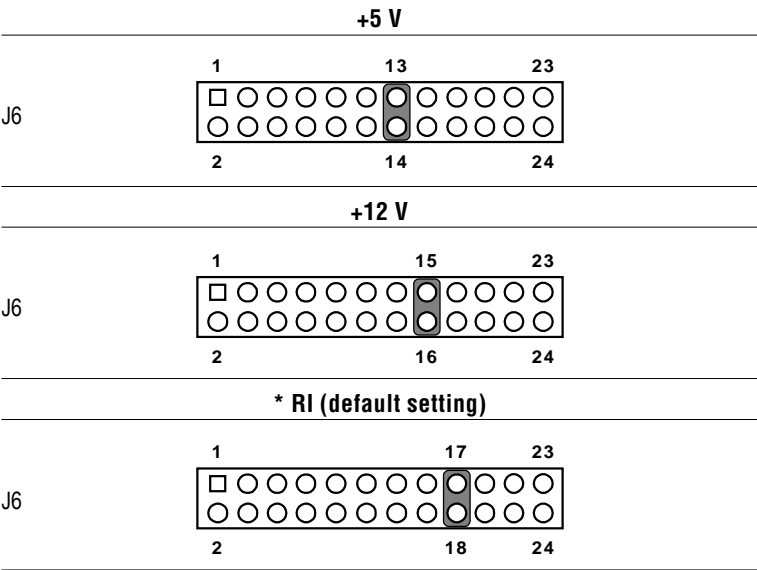 +5 V
1 13 23
J6
2 14 24
+12 V
1 15 23
J6
2 16 24
* RI (default setting)
1 17 23
J6
2 18 24